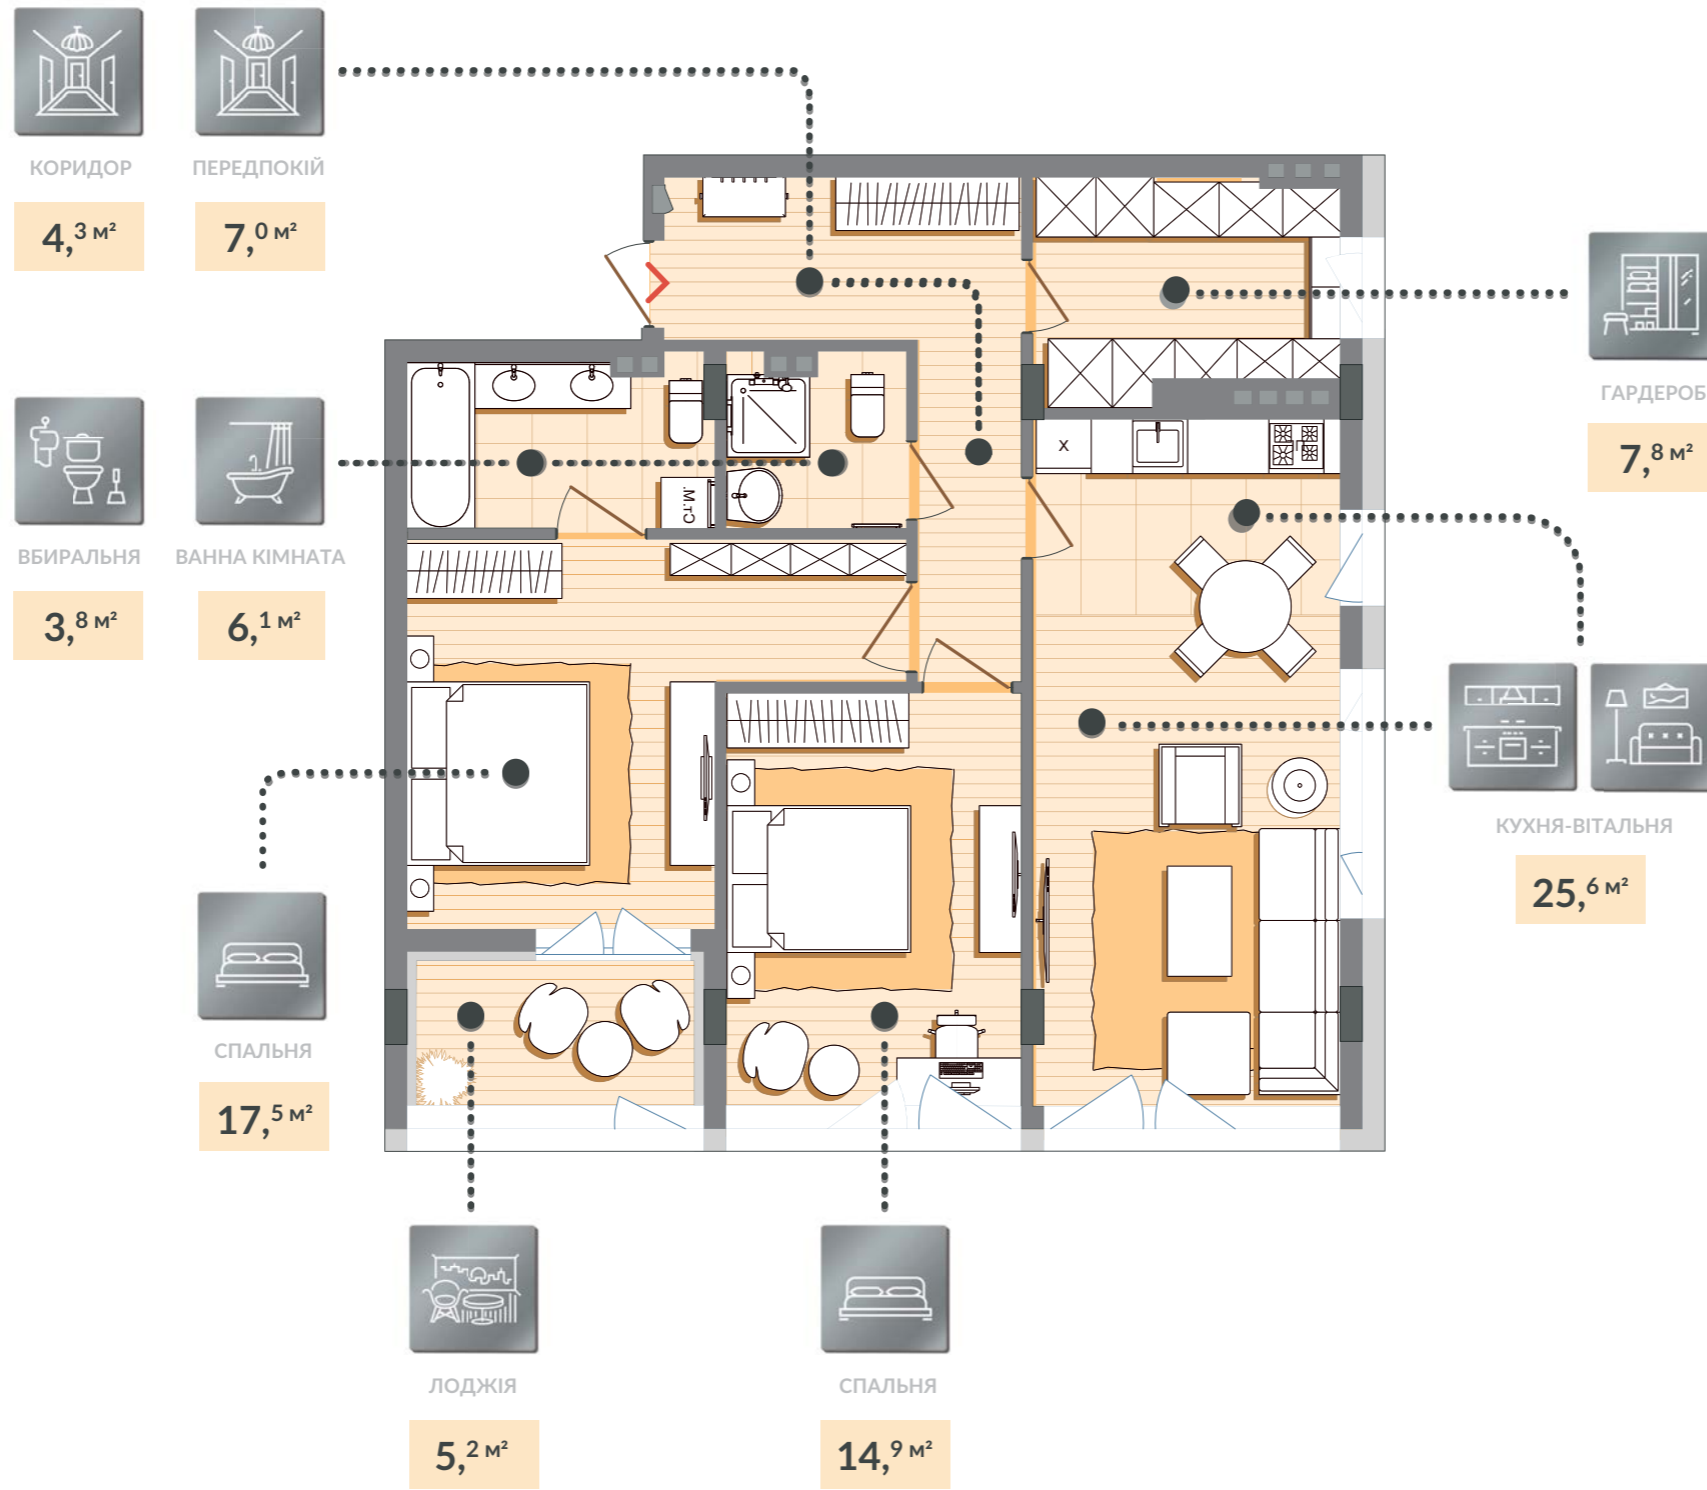 КОРИДОР
4,3 м²
ПЕРЕДПОКІЙ
7,0 м²
ГАРДЕРОБ
7,8 м²
ВБИРАЛЬНЯ
3,8 м²
ВАННА КІМНАТА
6,1 м²
X
П
СТ.М.
КУХНЯ-ВІТАЛЬНЯ
25,6 м²
СПАЛЬНЯ
17,5 м²
ЛОДЖІЯ
5,2 м²
СПАЛЬНЯ
14,9 м²